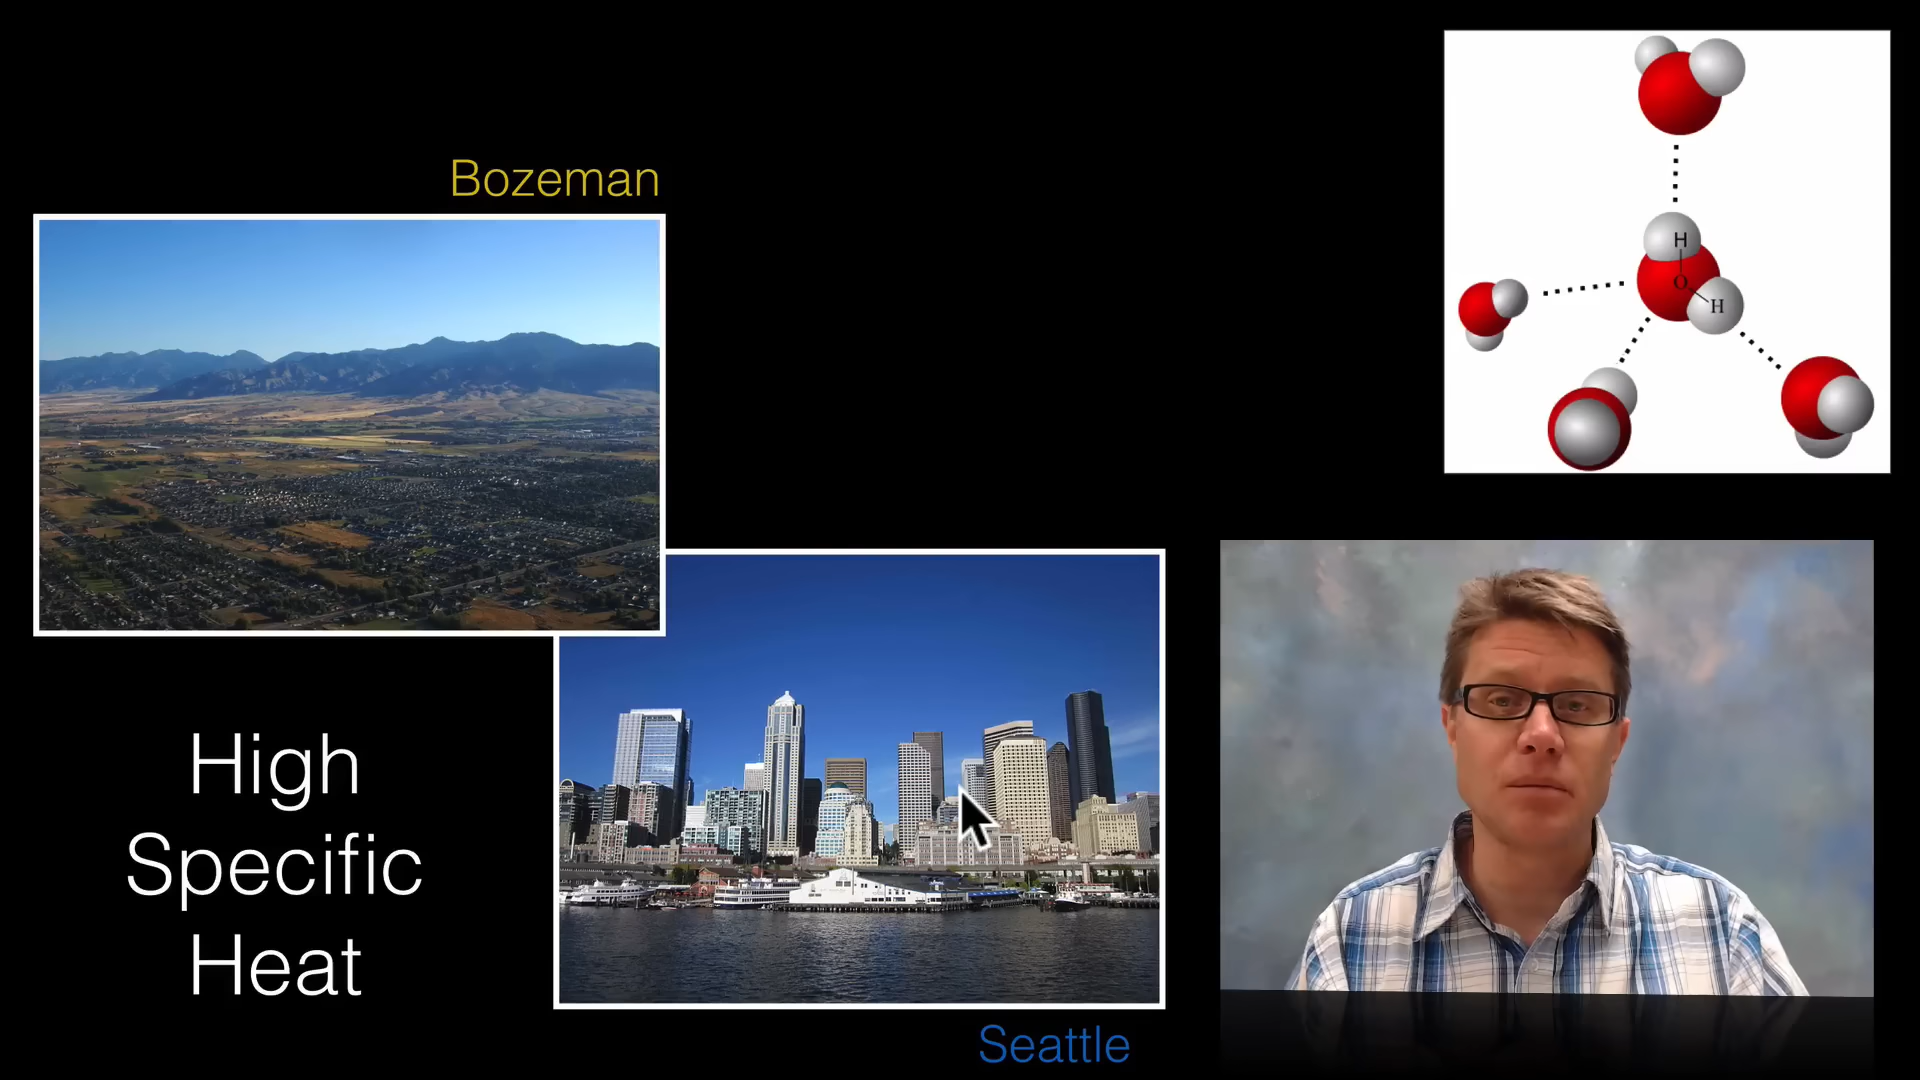 Bozeman
H
O
H
High
Specific
Heat
Seattle